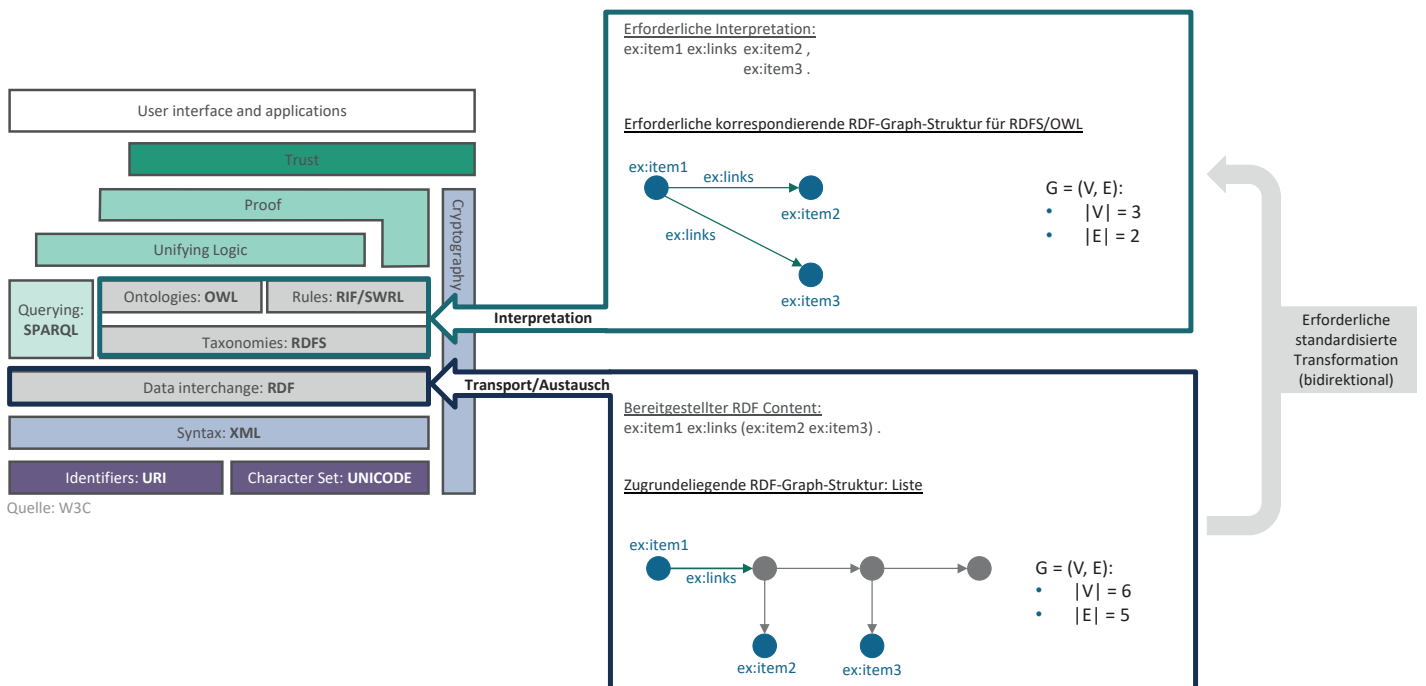 User interface and applications
Trust
Proof
Unifying Logic
Cryptography
Querying:
SPARQL
Ontologies: OWL
Rules: RIF/SWRL
Taxonomies: RDFS
Data interchange: RDF
Syntax: XML
Identifiers: URI
Character Set: UNICODE
Quelle: W3C
Interpretation
Transport/Austausch
Erforderliche Interpretation:
ex:item1 ex:links ex:item2 ,
ex:item3 .
Erforderliche korrespondierende RDF-Graph-Struktur für RDFS/OWL
ex:item1
ex:links
ex:item2
ex:links
ex:item3
G = (V, E):
• |V| = 3
• |E| = 2
Bereitgestellter RDF Content:
ex:item1 ex:links (ex:item2 ex:item3) .
Zugrundeliegende RDF-Graph-Struktur: Liste
ex:item1
ex:links
ex:item2
ex:item3
G = (V, E):
• |V| = 6
• |E| = 5
Erforderliche
standardisierte
Transformation
(bidirektional)